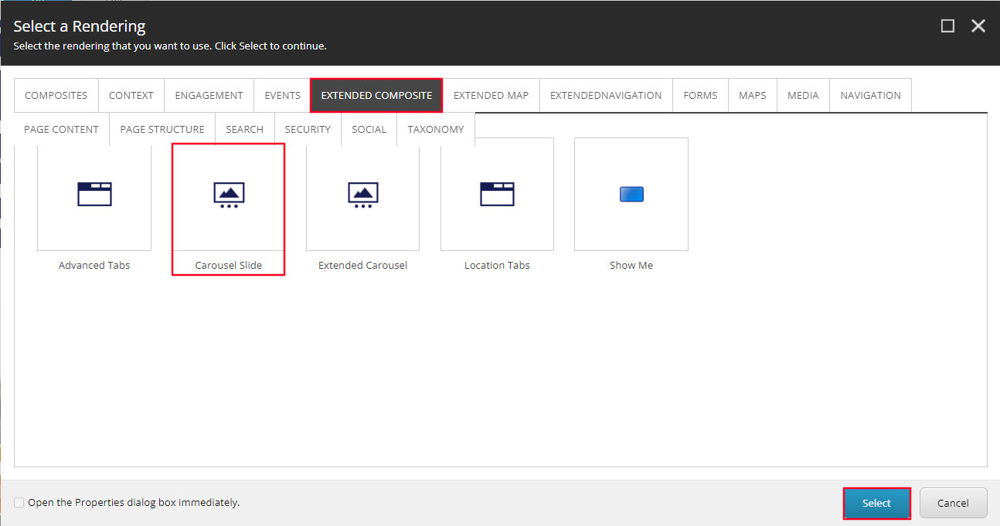 Select a Rendering
Select the rendering that you want to use. Click Select to continue.
COMPOSITES CONTEXT ENGAGEMENT EVENTS EXTENDED COMPOSITE EXTENDED MAP EXTENDEDNAVIGATION FORMS MAPS MEDIA NAVIGATION
PAGE CONTENT PAGE STRUCTURE SEARCH SECURITY SOCIAL TAXONOMY
Advanced Tabs Carousel Slide Extended Carousel Location Tabs Show Me
Open the Properties dialog box immediately. Select Cancel